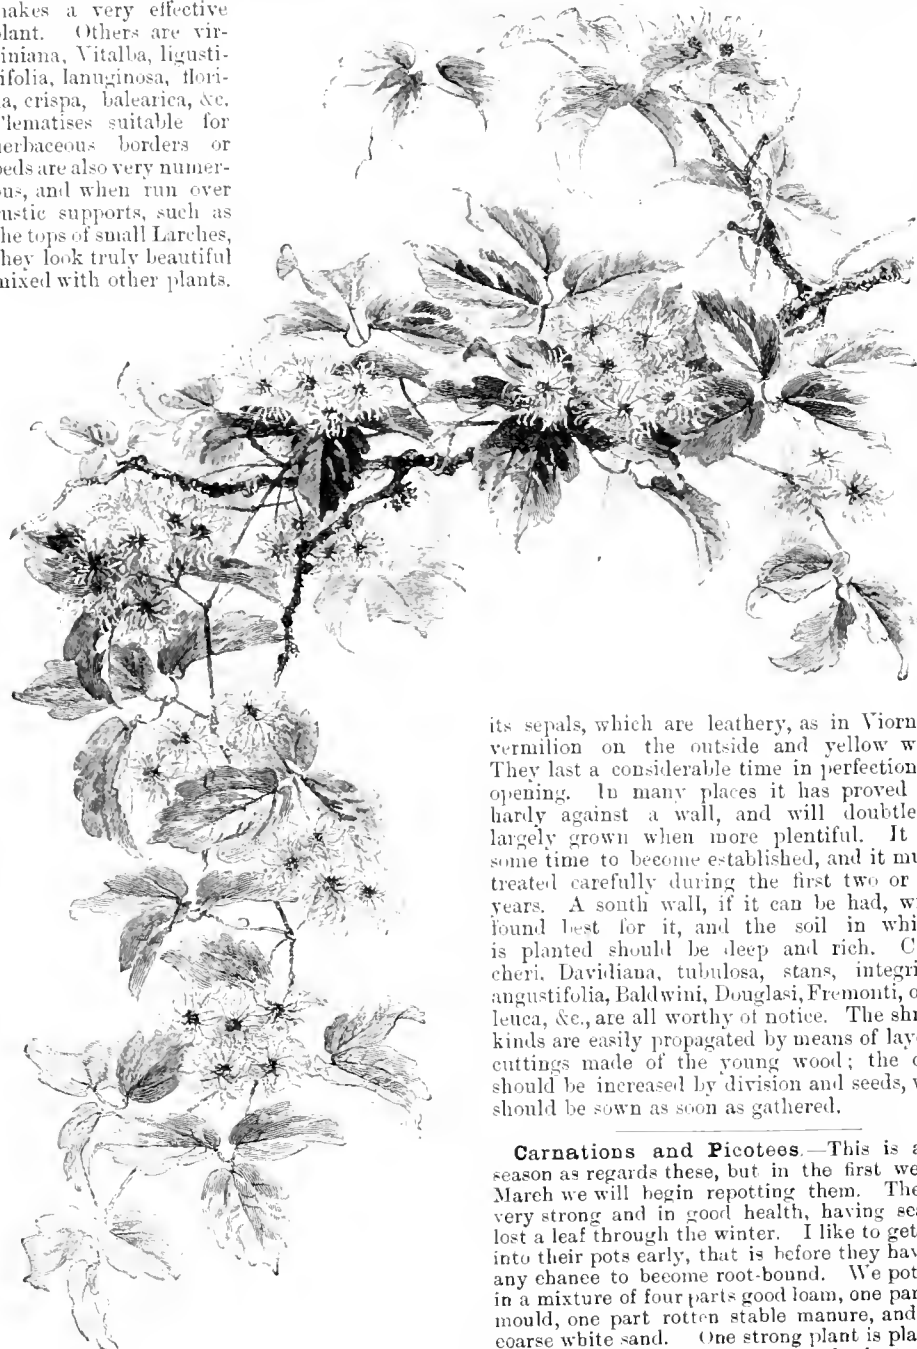 makes a very effective
plant. Others are vir-
iniana, Vitalba, ligusti-
ifolia, lanuginosa, flori-
a, crispa, balearica, &c.
lematises suitable for
herbaceous borders or
beds are also very numer-
ous, and when run over
rustic supports, such as
the tops of small Larches,
they look truly beautiful
mixed with other plants.
its sepals, which are leathery, as in Viorn
vermilion on the outside and yellow w
They last a considerable time in perfection
opening. In many places it has proved
hardy against a wall, and will doubtle
largely grown when more plentiful. It
some time to become established, and it mu
treated carefully during the first two or
years. A south wall, if it can be had, w
found best for it, and the soil in whi
is planted should be deep and rich. C
cheri, Davidiana, tubulosa, stans, integri
angustifolia, Baldwini, Douglasi, Fremonti, o
leuca, &c., are all worthy of notice. The shr
kinds are easily propagated by means of lay
cuttings made of the young wood; the o
should be increased by division and seeds, w
should be sown as soon as gathered.
Carnations and Picotees.—This is a
season as regards these, but in the first we
March we will begin repotting them. The
very strong and in good health, having sca
lost a leaf through the winter. I like to get
into their pots early, that is before they hav
any chance to become root-bound. We pot
in a mixture of four parts good loam, one par
mould, one part rotten stable manure, and
coarse white sand. One strong plant is pla